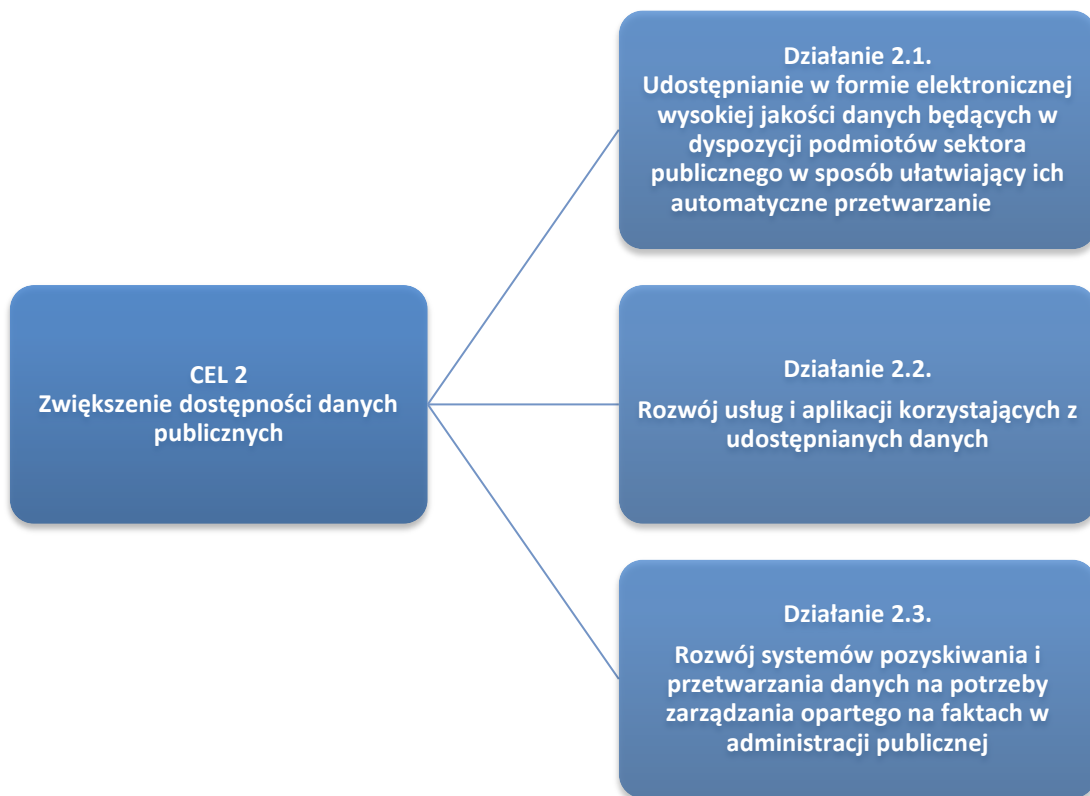 CEL 2
Zwiększenie dostępności danych
publicznych
Działanie 2.1.
Udostępnianie w formie elektronicznej
wysokiej jakości danych będących w
dyspozycji podmiotów sektora
publicznego w sposób ułatwiający ich
automatyczne przetwarzanie
Działanie 2.2.
Rozwój usług i aplikacji korzystających z
udostępnianych danych
Działanie 2.3.
Rozwój systemów pozyskiwania i
przetwarzania danych na potrzeby
zarządzania opartego na faktach w
administracji publicznej